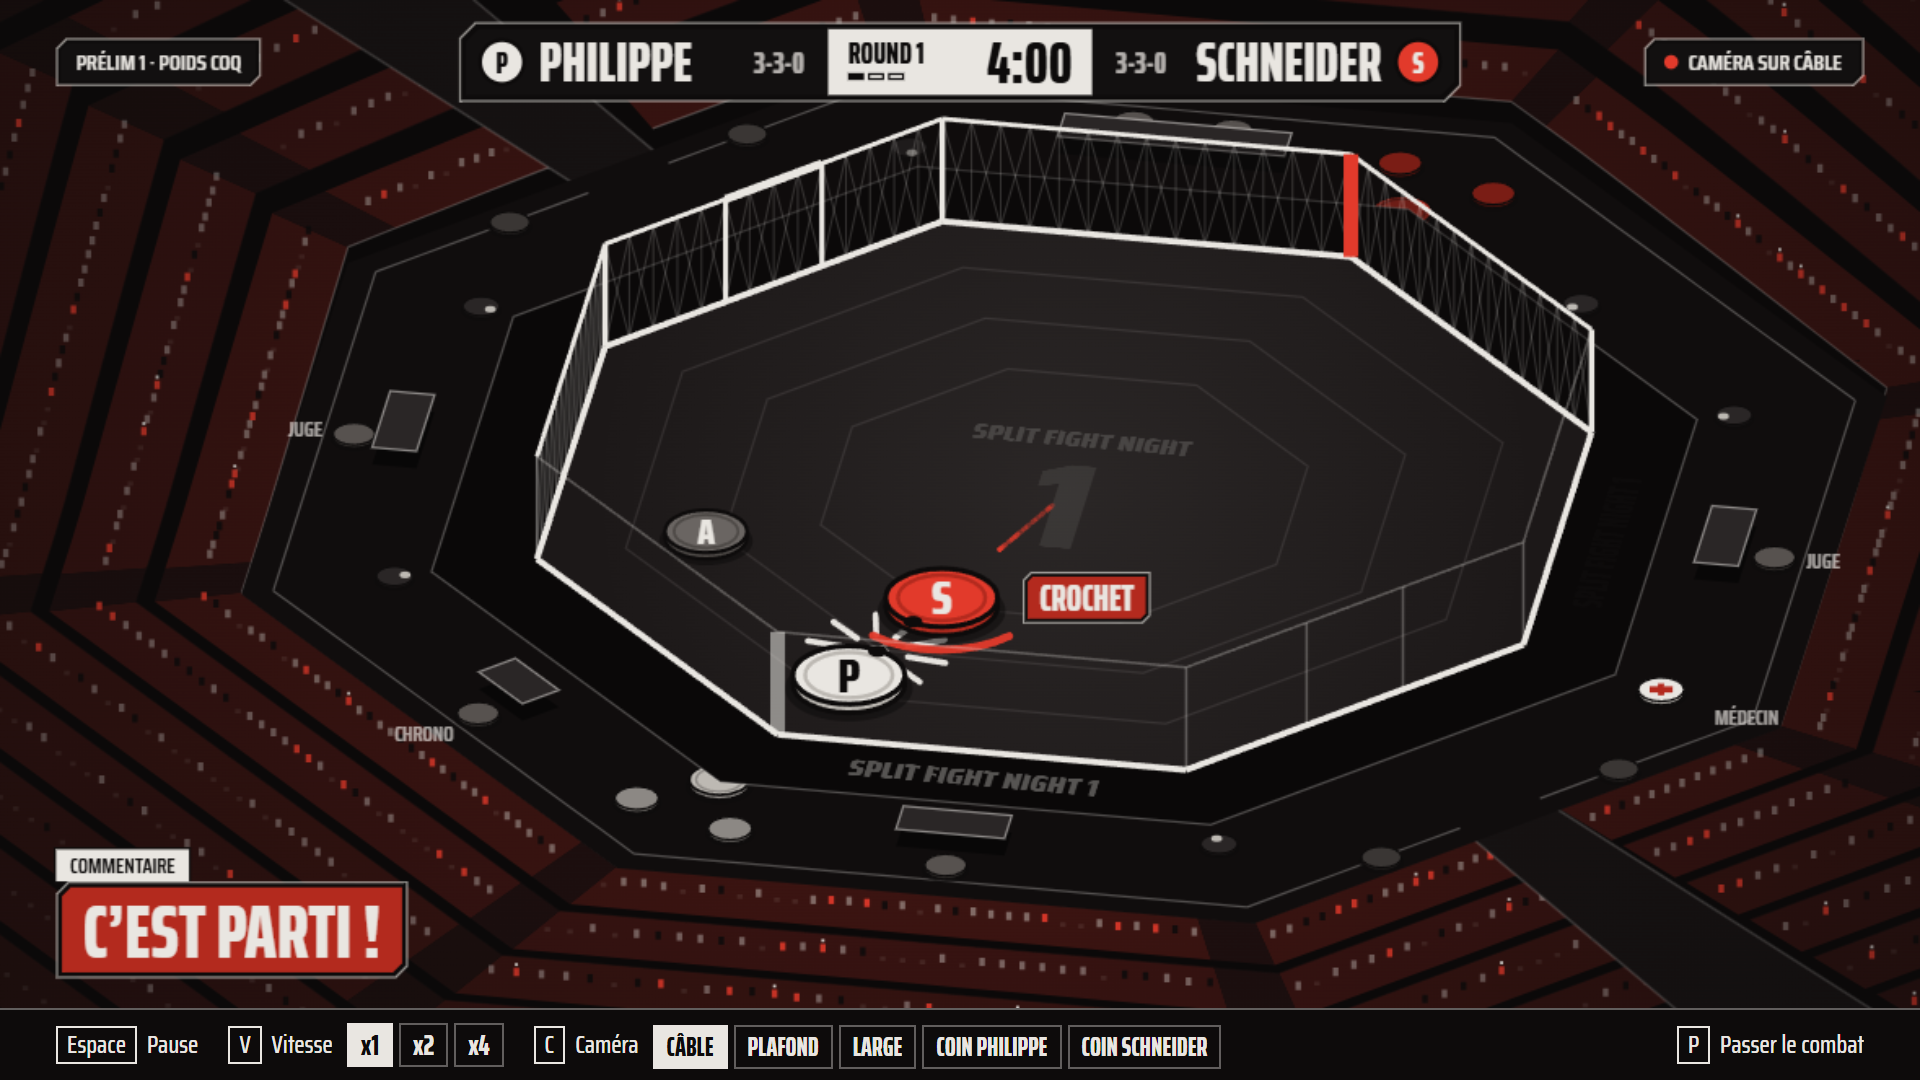 PRÉLIM 1 - POIDS COQ
P PHILIPPE 3-3-0
ROUND 1 4:00
3-3-0 SCHNEIDER S
CAMÉRA SUR CÂBLE
JUGE
SPLIT FIGHT NIGHT
1
A
S
CROCHET
JUGE
P
MÉDECIN
CHRONO
SPLIT FIGHT NIGHT 1
COMMENTAIRE
C'EST PARTI !
Espace Pause V Vitesse x1 x2 x4 C Caméra CÂBLE PLAFOND LARGE COIN PHILIPPE COIN SCHNEIDER P Passer le combat